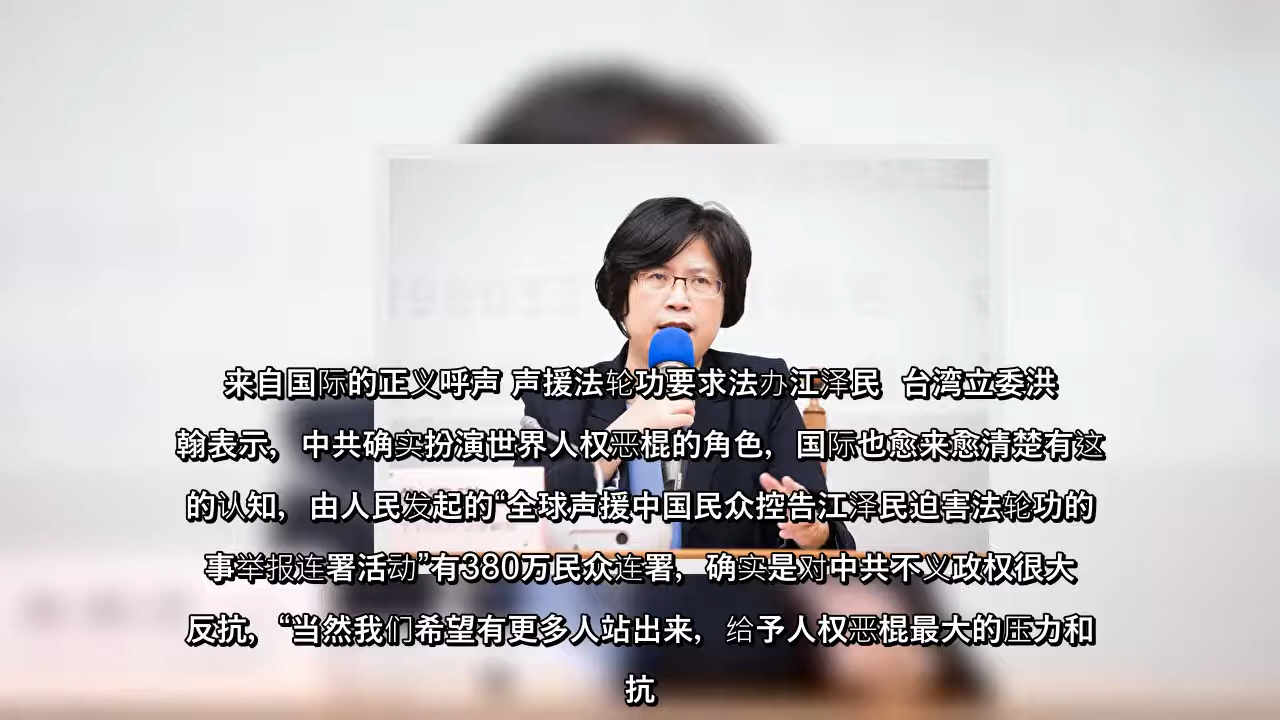 来自国际的正义呼声 声援法轮功要求法办江泽民 台湾立委洪
翰表示，中共确实扮演世界人权恶棍的角色，国际也愈来愈清楚有这
的认知，由人民发起的“全球声援中国民众控告江泽民迫害法轮功的
事举报连署活动”有380万民众连署，确实是对中共不义政权很大
反抗，“当然我们希望有更多人站出来，给予人权恶棍最大的压力和
抗